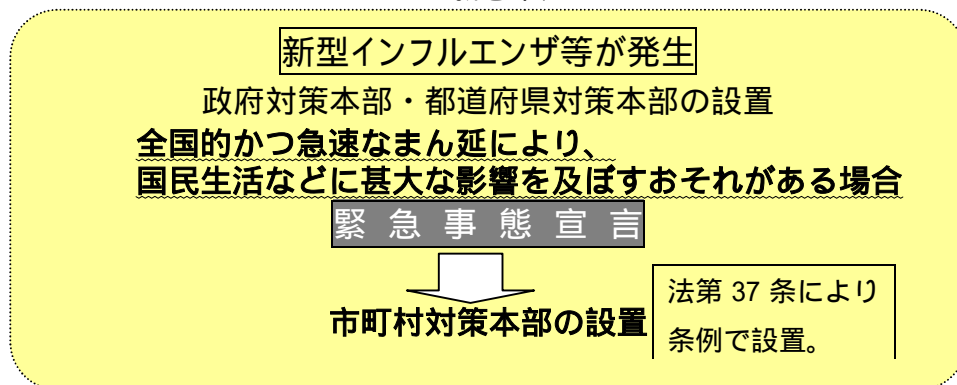 新型インフルエンザ等が発生
政府対策本部・都道府県対策本部の設置
全国的かつ急速なまん延により、
国民生活などに甚大な影響を及ぼすおそれがある場合
緊急事態宣言
市町村対策本部の設置
法第 37 条により
条例で設置。